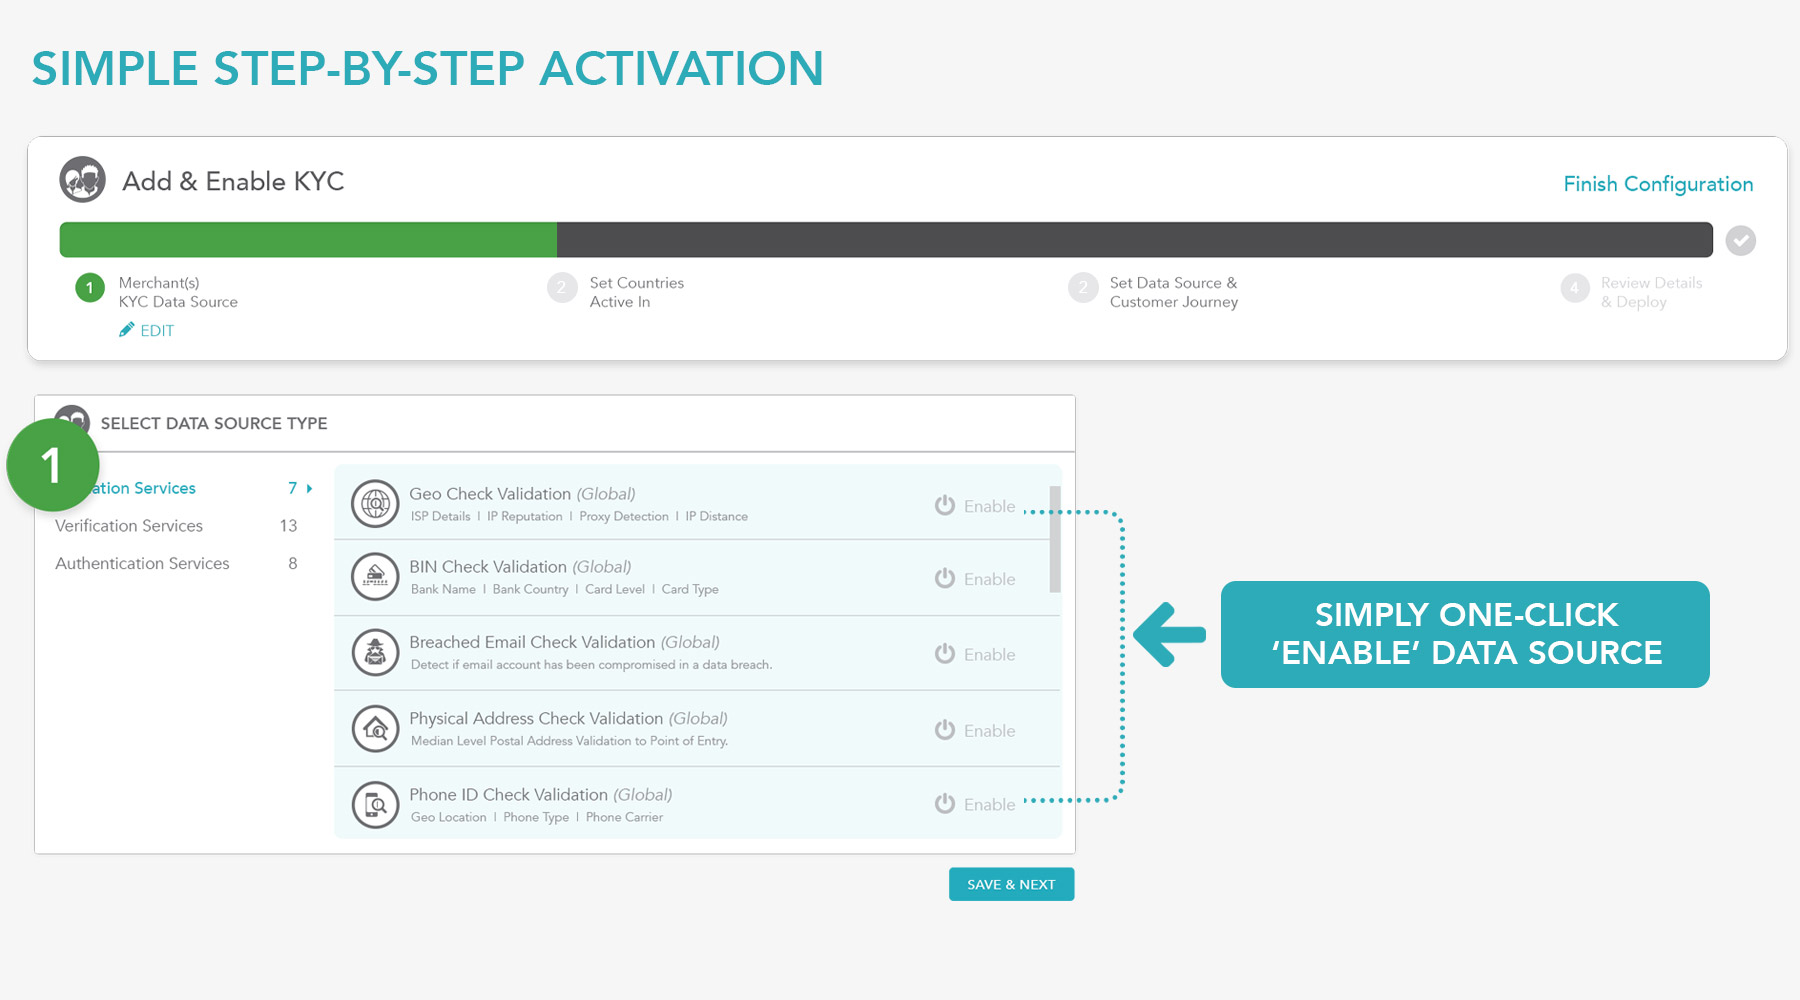 SIMPLE STEP-BY-STEP ACTIVATION
Add & Enable KYC
Finish Configuration
1
Merchant(s)
KYC Data Source
EDIT
2
Set Countries
Active In
2
Set Data Source &
Customer Journey
4
Review Details
& Deploy
SELECT DATA SOURCE TYPE
1
Services 7
Verification Services 13
Authentication Services 8
Geo Check Validation (Global)
ISP Details | IP Reputation | Proxy Detection | IP Distance
Enable
BIN Check Validation (Global)
Bank Name | Bank Country | Card Level | Card Type
Enable
Breached Email Check Validation (Global)
Detect if email account has been compromised in a data breach.
Enable
Physical Address Check Validation (Global)
Median Level Postal Address Validation to Point of Entry.
Enable
Phone ID Check Validation (Global)
Geo Location | Phone Type | Phone Carrier
Enable
SIMPLY ONE-CLICK
‘ENABLE’ DATA SOURCE
SAVE & NEXT